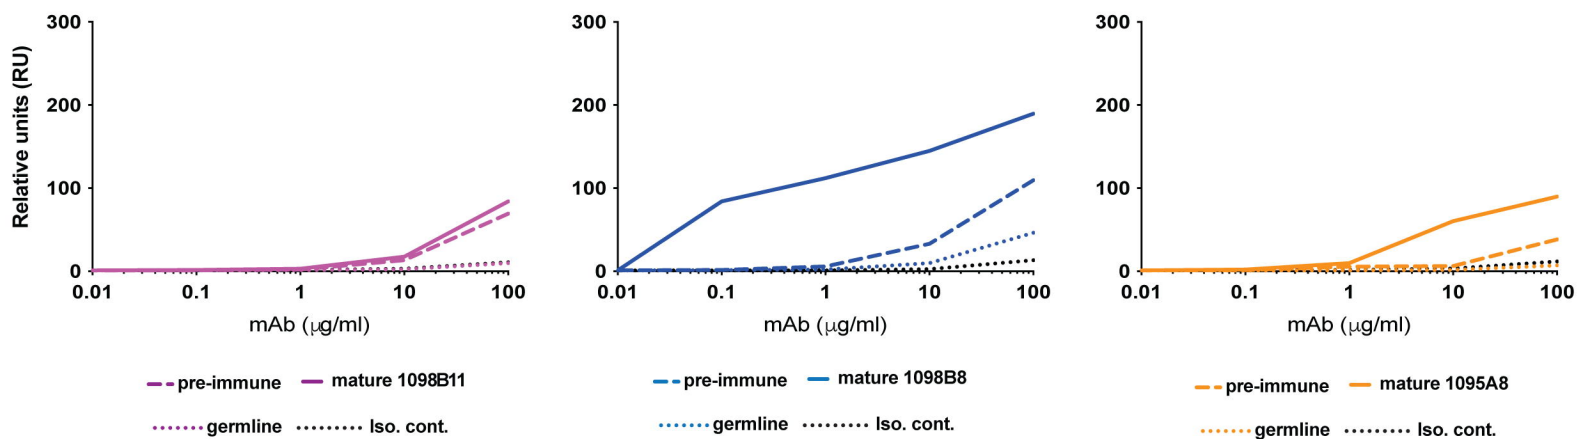 Relative units (RU)
300
200
100
0
0.01 0.1 1 10 100
mAb (μg/ml)
pre-immune mature 1098B11
germline Iso. cont.
300
200
100
0
0.01 0.1 1 10 100
mAb (μg/ml)
pre-immune mature 1098B8
germline Iso. cont.
300
200
100
0
0.01 0.1 1 10 100
mAb (μg/ml)
pre-immune mature 1095A8
germline Iso. cont.